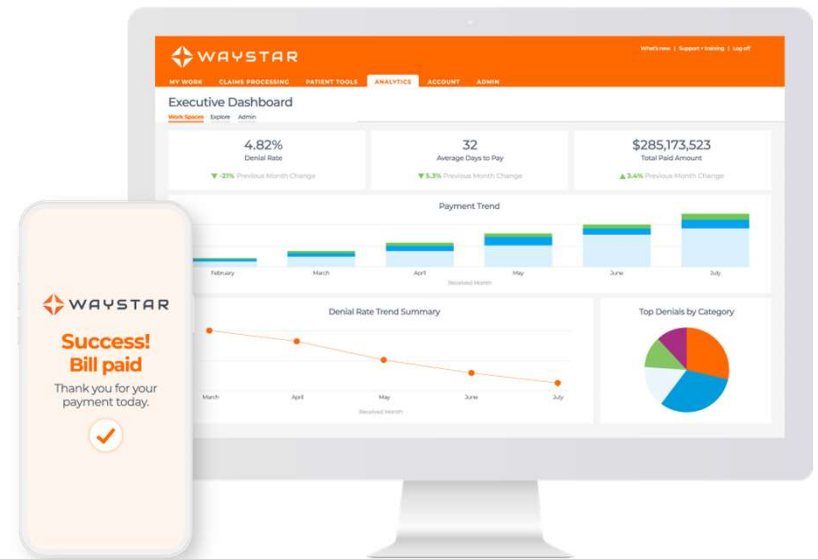 WAYSTAR
What's new | Support + training | Log off
MY WORK CLAIMS PROCESSING PATIENT TOOLS ANALYTICS ACCOUNT ADMIN
Executive Dashboard
Work Spaces Explore Admin
4.82%
Denial Rate
▼ -21% Previous Month Change
32
Average Days to Pay
▼ 5.3% Previous Month Change
$285,173,523
Total Paid Amount
▲ 3.4% Previous Month Change
Payment Trend
February March April May June July
Received Month
Denial Rate Trend Summary
March April May June July
Received Month
Top Denials by Category
WAYSTAR
Success!
Bill paid
Thank you for your
payment today.